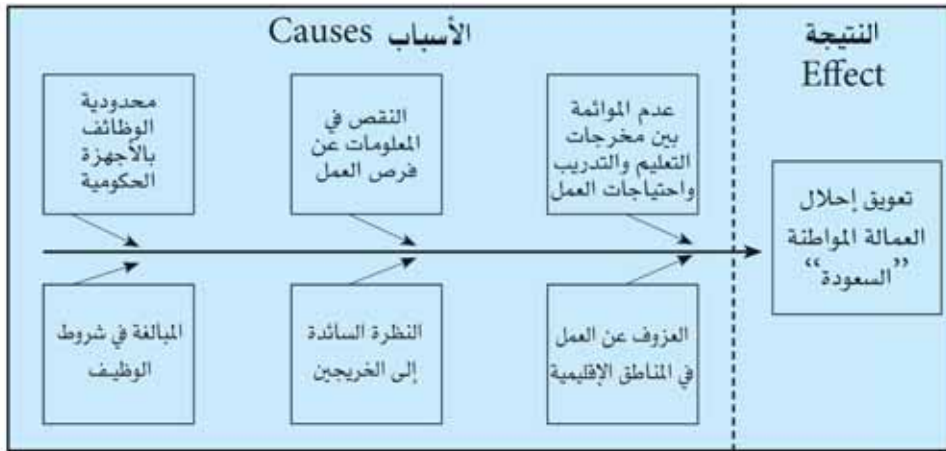 الأسباب Causes
النتيجة
Effect
عدم الموائمة
بين مخرجات
التعليم والتدريب
واحتياجات العمل
النقص في
المعلومات عن
فرص العمل
محدودية
الوظائف
بالأجهزة
الحكومية
تعويق إحلال
العمالة المواطنة
“السعودة”
العزوف عن العمل
في المناطق الإقليمية
النظرة السائدة
إلى الخريجين
المبالغة في شروط
الوظيف